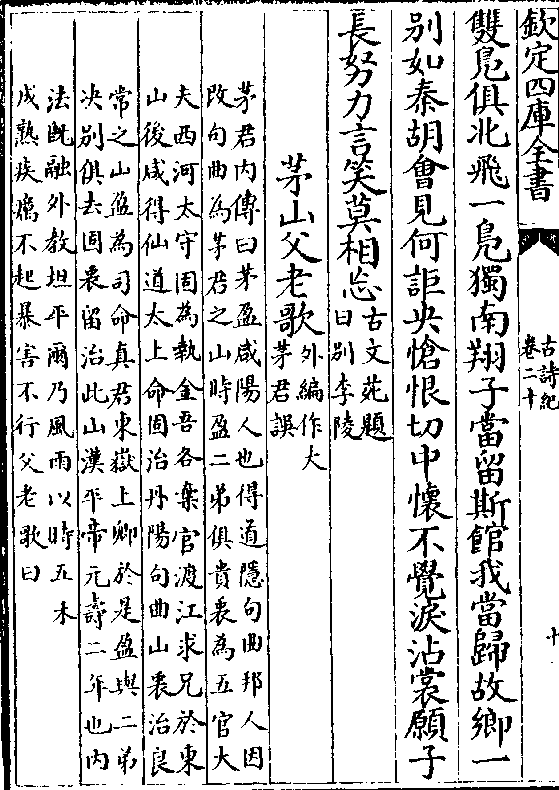 欽定四庫全書
古詩紀
卷二十
十
雙鳧俱北飛一鳧獨南翔子當留斯館我當歸故鄉一
别如秦胡會見何詎央愴恨切中懷不覺淚沾裳願子
長努力言笑莫相忘
古文苑題
曰别李陵
茅山父老歌
外編作大
茅君誤
茅君内傳曰茅盈咸陽人也得道隱句曲邦人因
改句曲為茅君之山時盈二弟俱貴衷為五官大
夫西河太守固為執金吾各棄官渡江求兄於東
山後咸得仙道太上命固治丹陽句曲山衷治良
常之山盈為司命真君東嶽上卿於是盈與二弟
决别俱去固衷留治此山漢平帝元壽二年也内
法既融外教坦平爾乃風雨以時五禾
成熟疾癘不起暴害不行父老歌曰